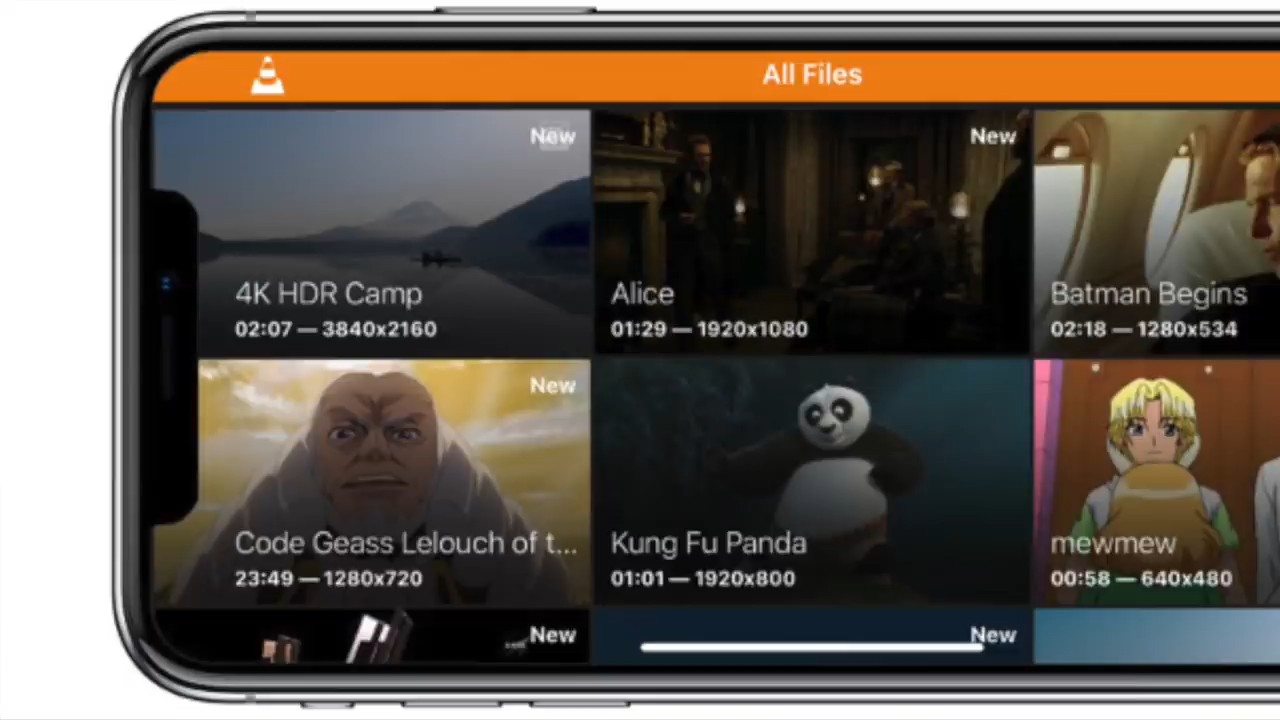 All Files
New
4K HDR Camp
02:07 — 3840x2160
New
Alice
01:29 — 1920x1080
Batman Begins
02:18 — 1280x534
New
Code Geass Lelouch of t...
23:49 — 1280x720
Kung Fu Panda
01:01 — 1920x800
mewmew
00:58 — 640x480
New
New